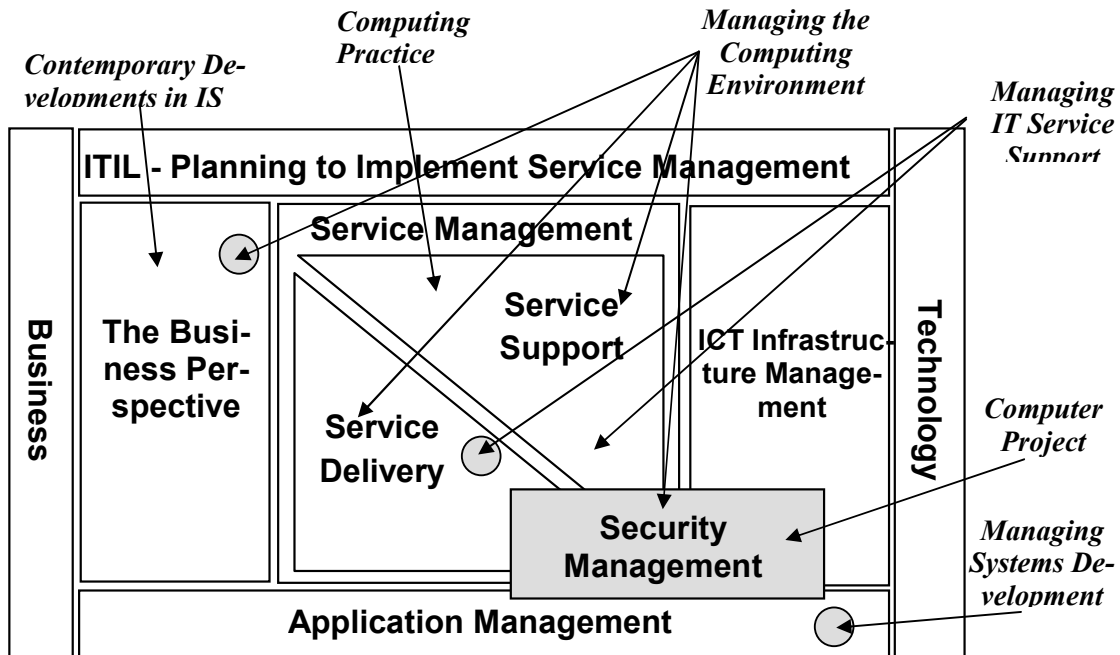 Computing
Practice
Managing the
Computing
Environment
Contemporary De-
velopments in IS
Managing
IT Service
Support
ITIL - Planning to Implement Service Management
Service Management
Business
The Busi-
ness Per-
spective
Service
Support
Service
Delivery
ICT Infrastruc-
ture Manage-
ment
Technology
Computer
Project
Security
Management
Managing
Systems De-
velopment
Application Management